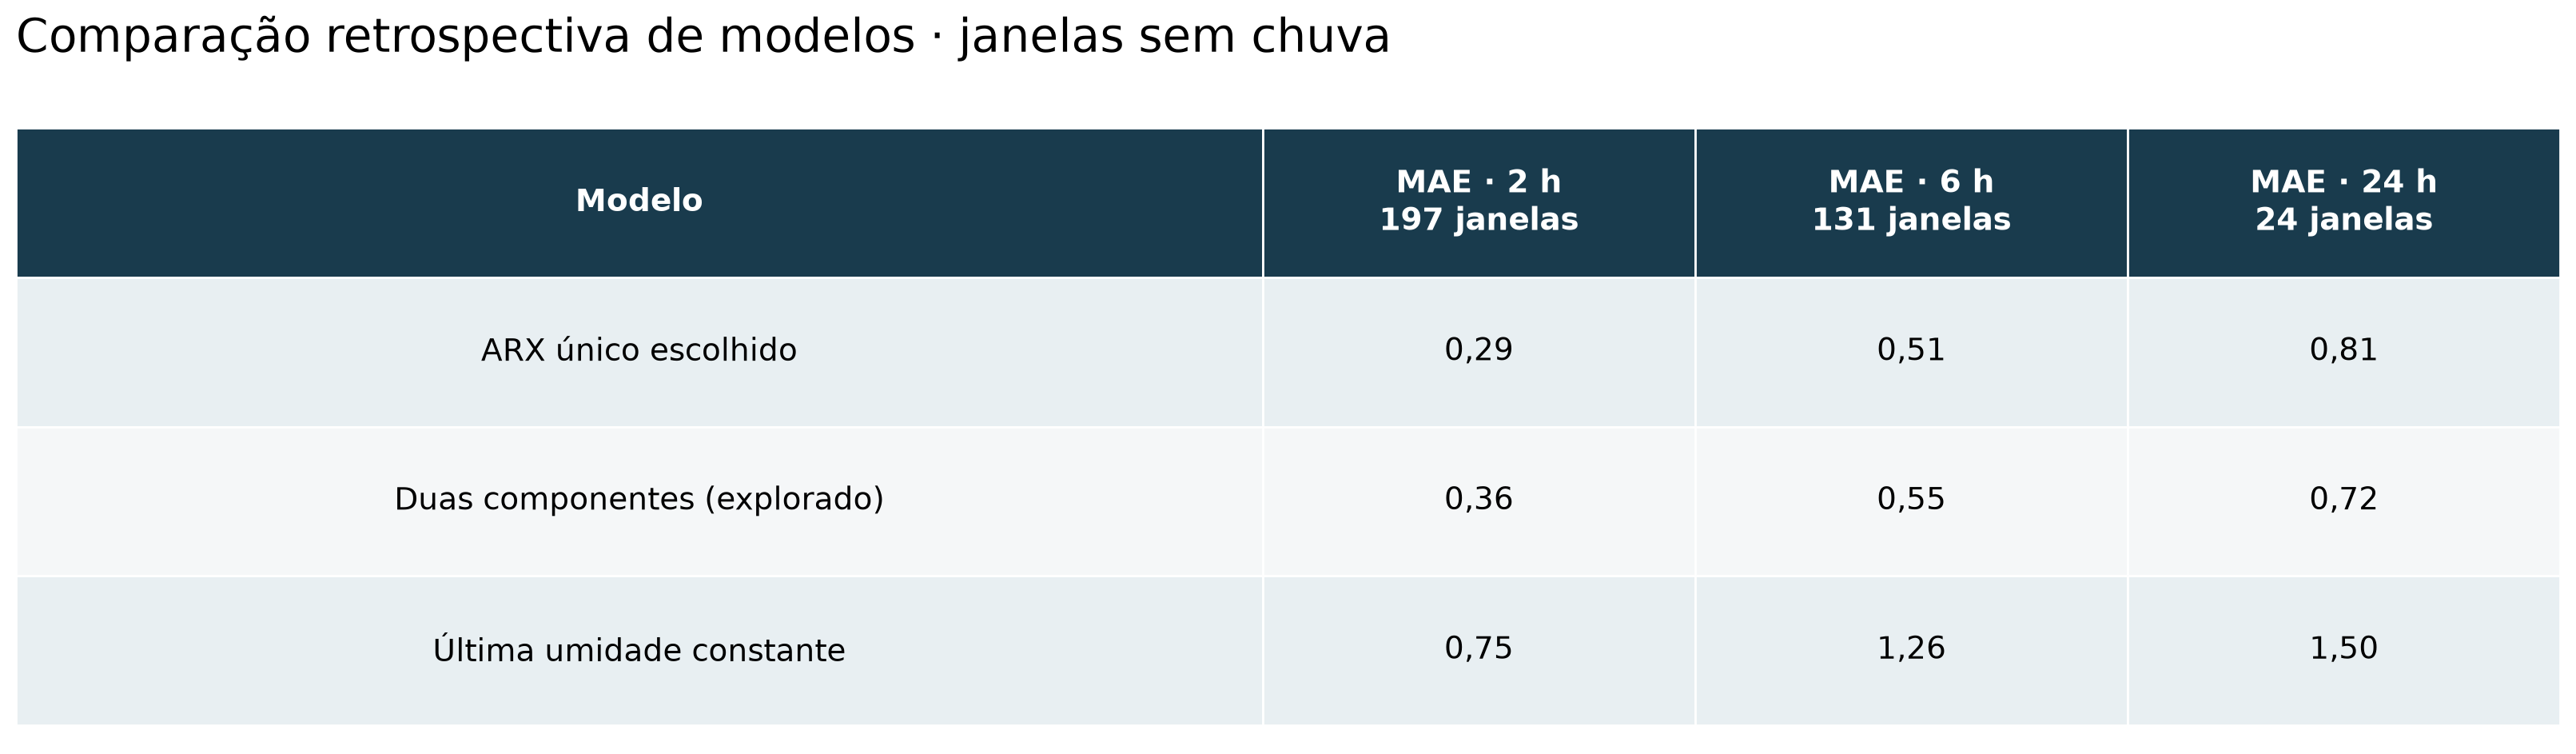 Comparação retrospectiva de modelos · janelas sem chuva
Modelo
MAE · 2 h
197 janelas
MAE · 6 h
131 janelas
MAE · 24 h
24 janelas
ARX único escolhido
0,29
0,51
0,81
Duas componentes (explorado)
0,36
0,55
0,72
Última umidade constante
0,75
1,26
1,50